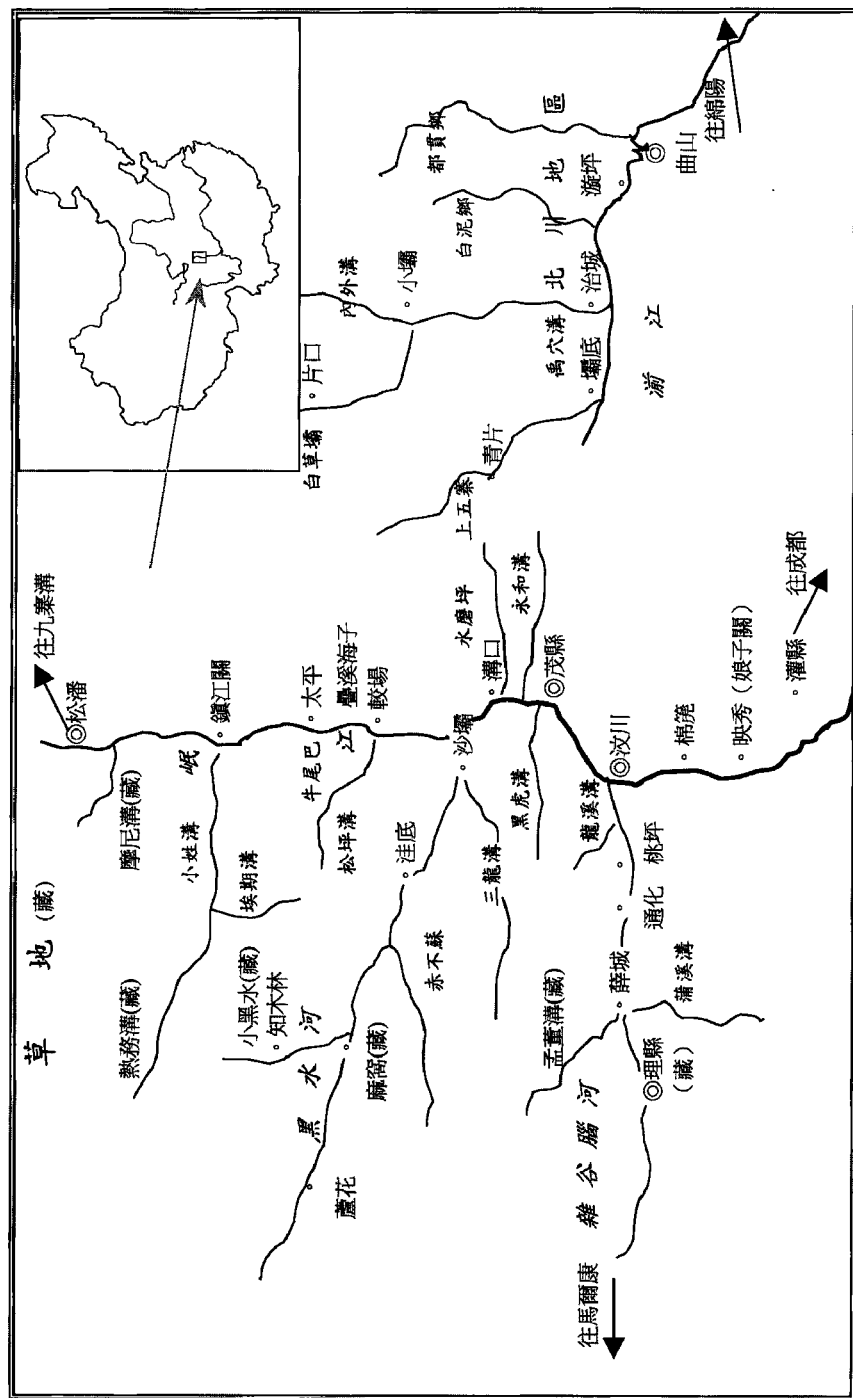 草 地 (藏)
往九寨溝
松潘
摩尼溝(藏)
熱務溝(藏)
小姓溝
埃期溝
岷 江
鎮江關
太平
牛尾巴
疊溪海子
較場
松坪溝
小黑水(藏)
知木林
黑 水 河
蘆花
麻窩(藏)
洼底
赤不蘇
沙壩
三龍溝
水磨坪
溝口
永和溝
茂縣
黑虎溝
龍溪溝
汶川
桃坪
通化
薛城
孟董溝(藏)
蒲溪溝
理縣
(藏)
雜 谷 腦 河
往馬爾康
棉篪
映秀(娘子關)
灌縣
往成都
白草壩
片口
內外溝
小壩
上五寨
青片
禹穴溝
壩底
治城
北 川 地 區
白泥鄉
都貫鄉
漩坪
曲山
往綿陽
湔 江